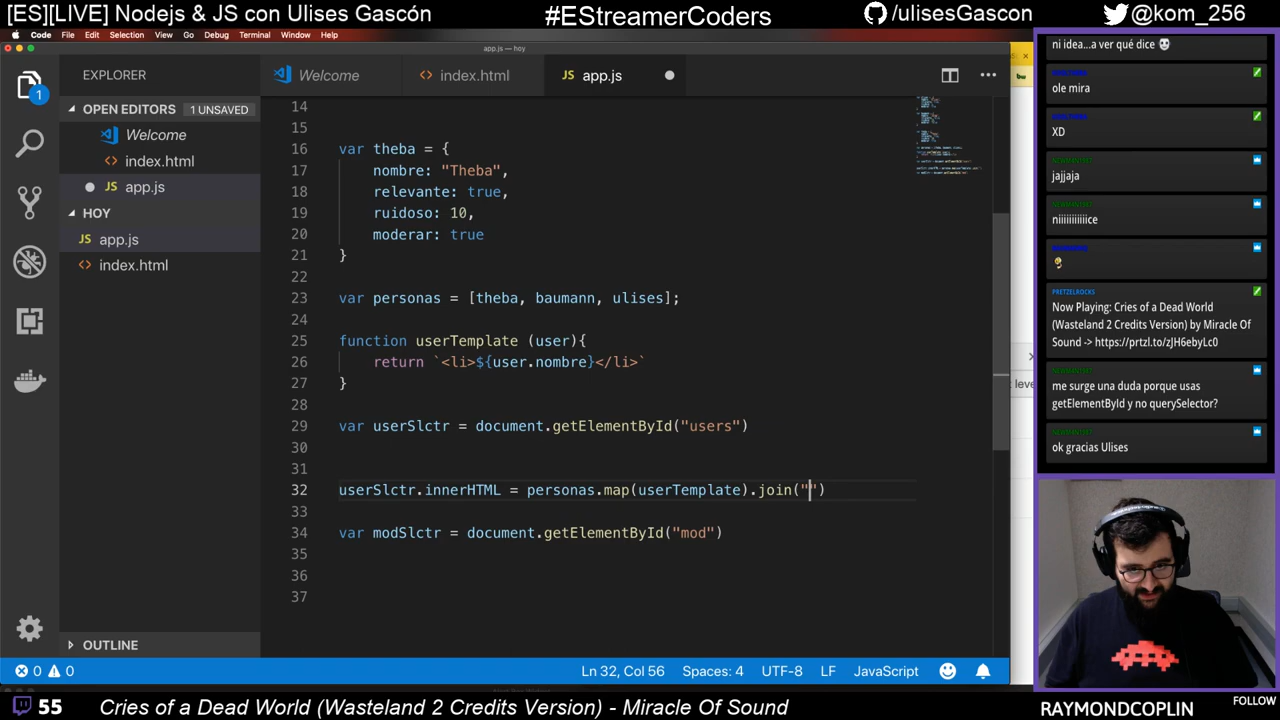 [ES][LIVE] Nodejs & JS con Ulises Gascón
#EStreamerCoders
/ulisesGascon
@kom_256
Code File Edit Selection View Go Debug Terminal Window Help
app.js — hoy
EXPLORER
OPEN EDITORS 1 UNSAVED
Welcome
index.html
app.js
HOY
app.js
index.html
OUTLINE
1
Welcome
index.html
app.js
14
15
16 var theba = {
17 nombre: "Theba",
18 relevante: true,
19 ruidoso: 10,
20 moderar: true
21 }
22
23 var personas = [theba, baumann, ulises];
24
25 function userTemplate (user){
26 return `<li>${user.nombre}</li>`
27 }
28
29 var userSlctr = document.getElementById("users")
30
31
32 userSlctr.innerHTML = personas.map(userTemplate).join("")
33
34 var modSlctr = document.getElementById("mod")
35
36
37
0 0
Ln 32, Col 56 Spaces: 4 UTF-8 LF JavaScript
t leve
ni idea...a ver qué dice
ole mira
XD
jajjaja
niiiiiiiiiiice
PRETZELROCKS
Now Playing: Cries of a Dead World
(Wasteland 2 Credits Version) by Miracle Of
Sound -> https://prtzl.to/zJH6ebyLc0
me surge una duda porque usas
getElementById y no querySelector?
ok gracias Ulises
55
Cries of a Dead World (Wasteland 2 Credits Version) - Miracle Of Sound
RAYMONDCOPLIN
FOLLOW